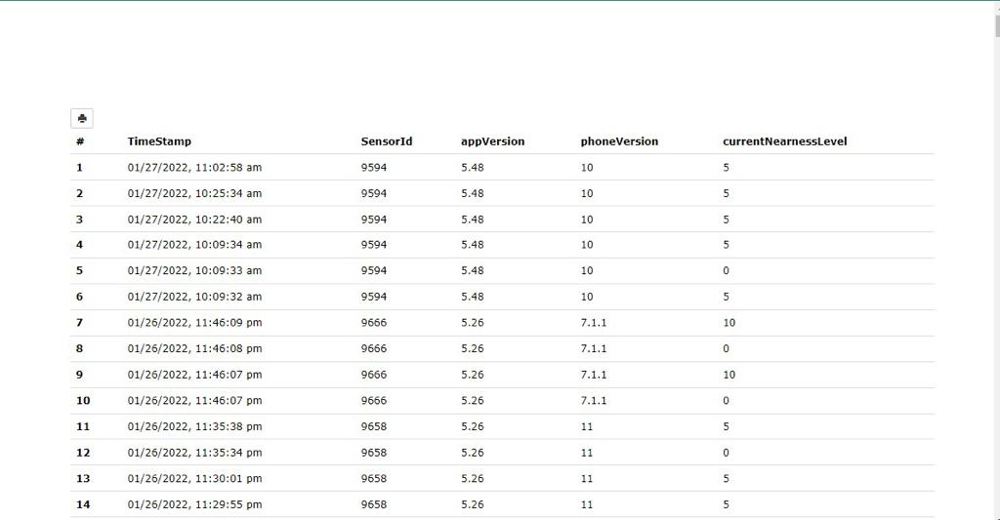 # TimeStamp SensorId appVersion phoneVersion currentNearnessLevel
1 01/27/2022, 11:02:58 am 9594 5.48 10 5
2 01/27/2022, 10:25:34 am 9594 5.48 10 5
3 01/27/2022, 10:22:40 am 9594 5.48 10 5
4 01/27/2022, 10:09:34 am 9594 5.48 10 5
5 01/27/2022, 10:09:33 am 9594 5.48 10 0
6 01/27/2022, 10:09:32 am 9594 5.48 10 5
7 01/26/2022, 11:46:09 pm 9666 5.26 7.1.1 10
8 01/26/2022, 11:46:08 pm 9666 5.26 7.1.1 0
9 01/26/2022, 11:46:07 pm 9666 5.26 7.1.1 10
10 01/26/2022, 11:46:07 pm 9666 5.26 7.1.1 0
11 01/26/2022, 11:35:38 pm 9658 5.26 11 5
12 01/26/2022, 11:35:34 pm 9658 5.26 11 0
13 01/26/2022, 11:30:01 pm 9658 5.26 11 5
14 01/26/2022, 11:29:55 pm 9658 5.26 11 5